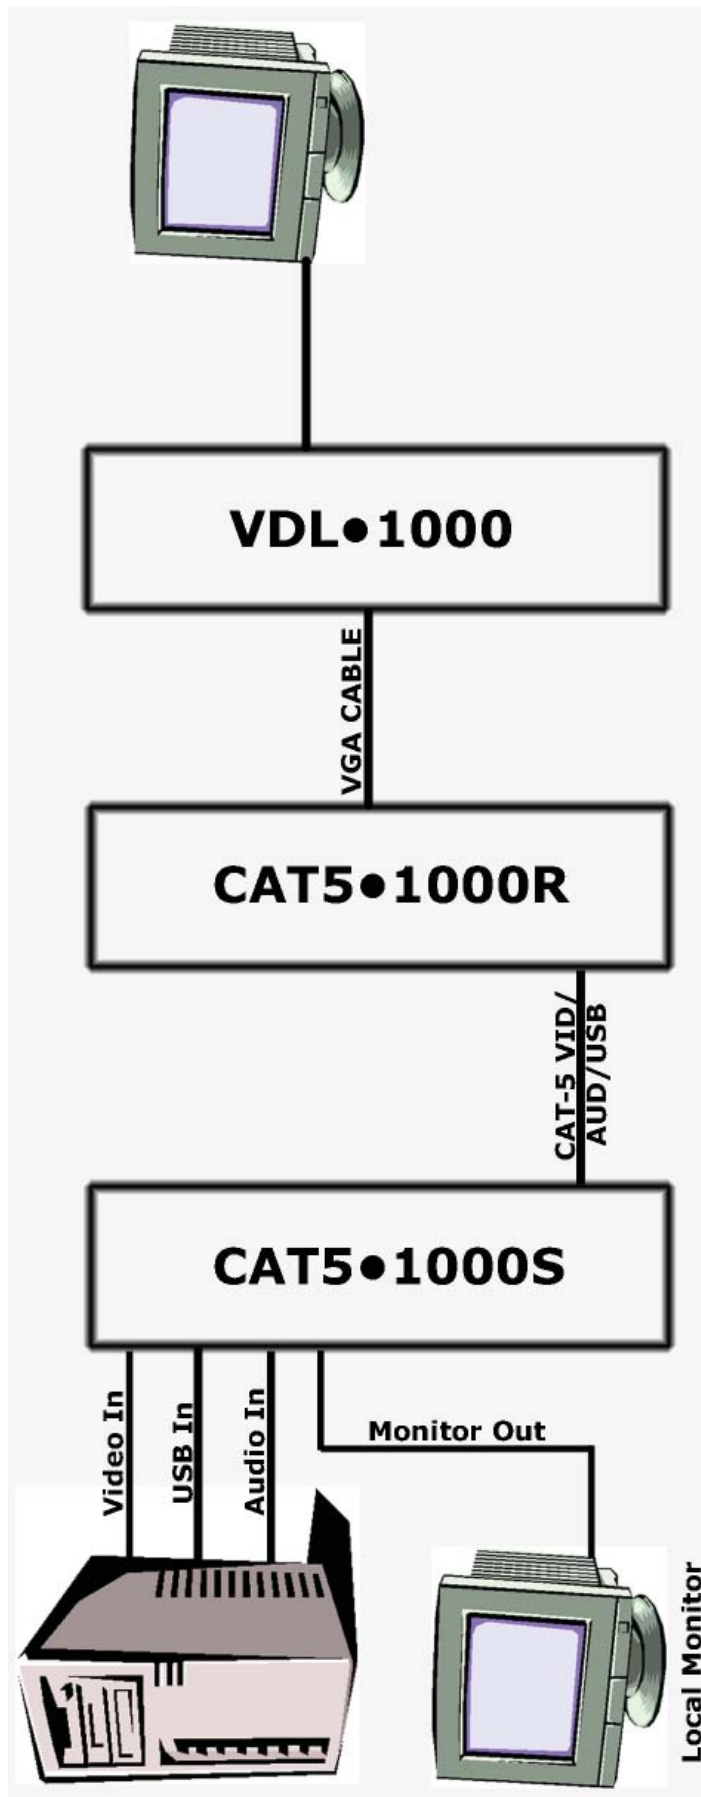 VDL●1000
VGA CABLE
CAT5●1000R
CAT-5 VID/
AUD/USB
CAT5●1000S
Video In
USB In
Audio In
Monitor Out
Local Monitor